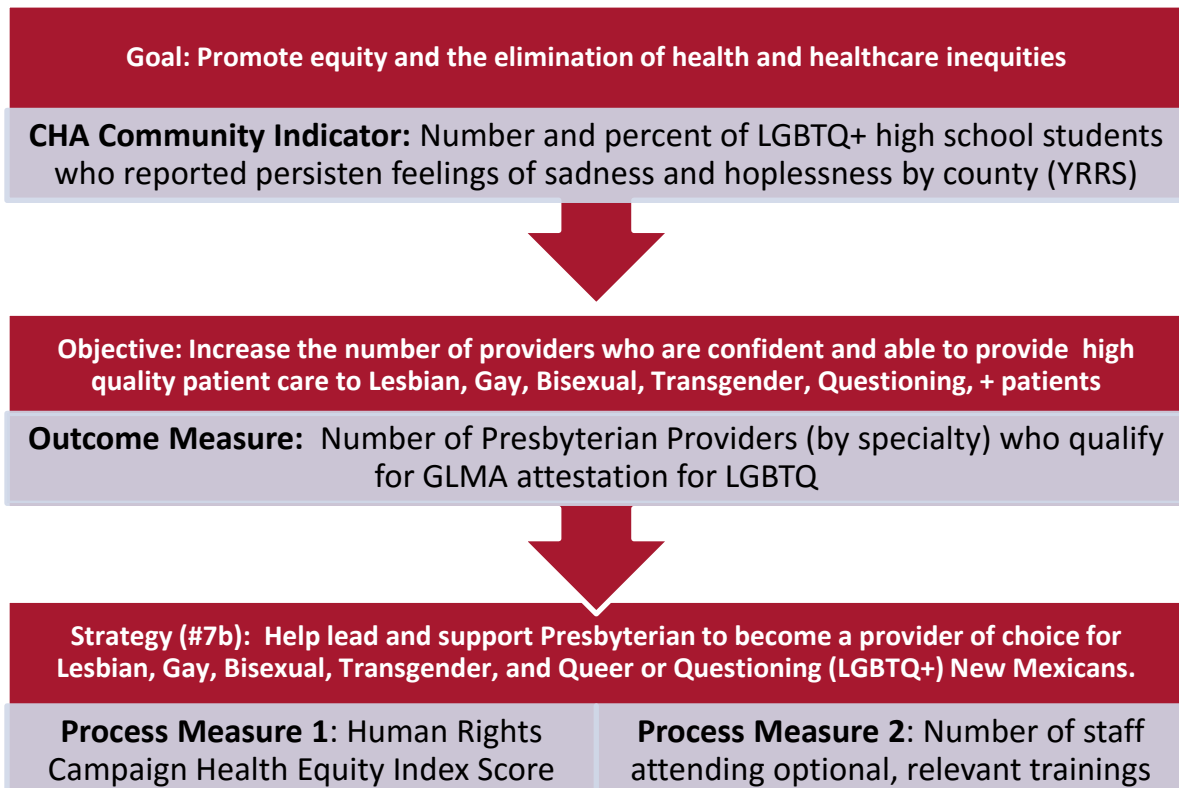 Goal: Promote equity and the elimination of health and healthcare inequities
CHA Community Indicator: Number and percent of LGBTQ+ high school students
who reported persisten feelings of sadness and hoplessness by county (YRRS)
Objective: Increase the number of providers who are confident and able to provide high
quality patient care to Lesbian, Gay, Bisexual, Transgender, Questioning, + patients
Outcome Measure: Number of Presbyterian Providers (by specialty) who qualify
for GLMA attestation for LGBTQ
Strategy (#7b): Help lead and support Presbyterian to become a provider of choice for
Lesbian, Gay, Bisexual, Transgender, and Queer or Questioning (LGBTQ+) New Mexicans.
Process Measure 1: Human Rights
Campaign Health Equity Index Score
Process Measure 2: Number of staff
attending optional, relevant trainings